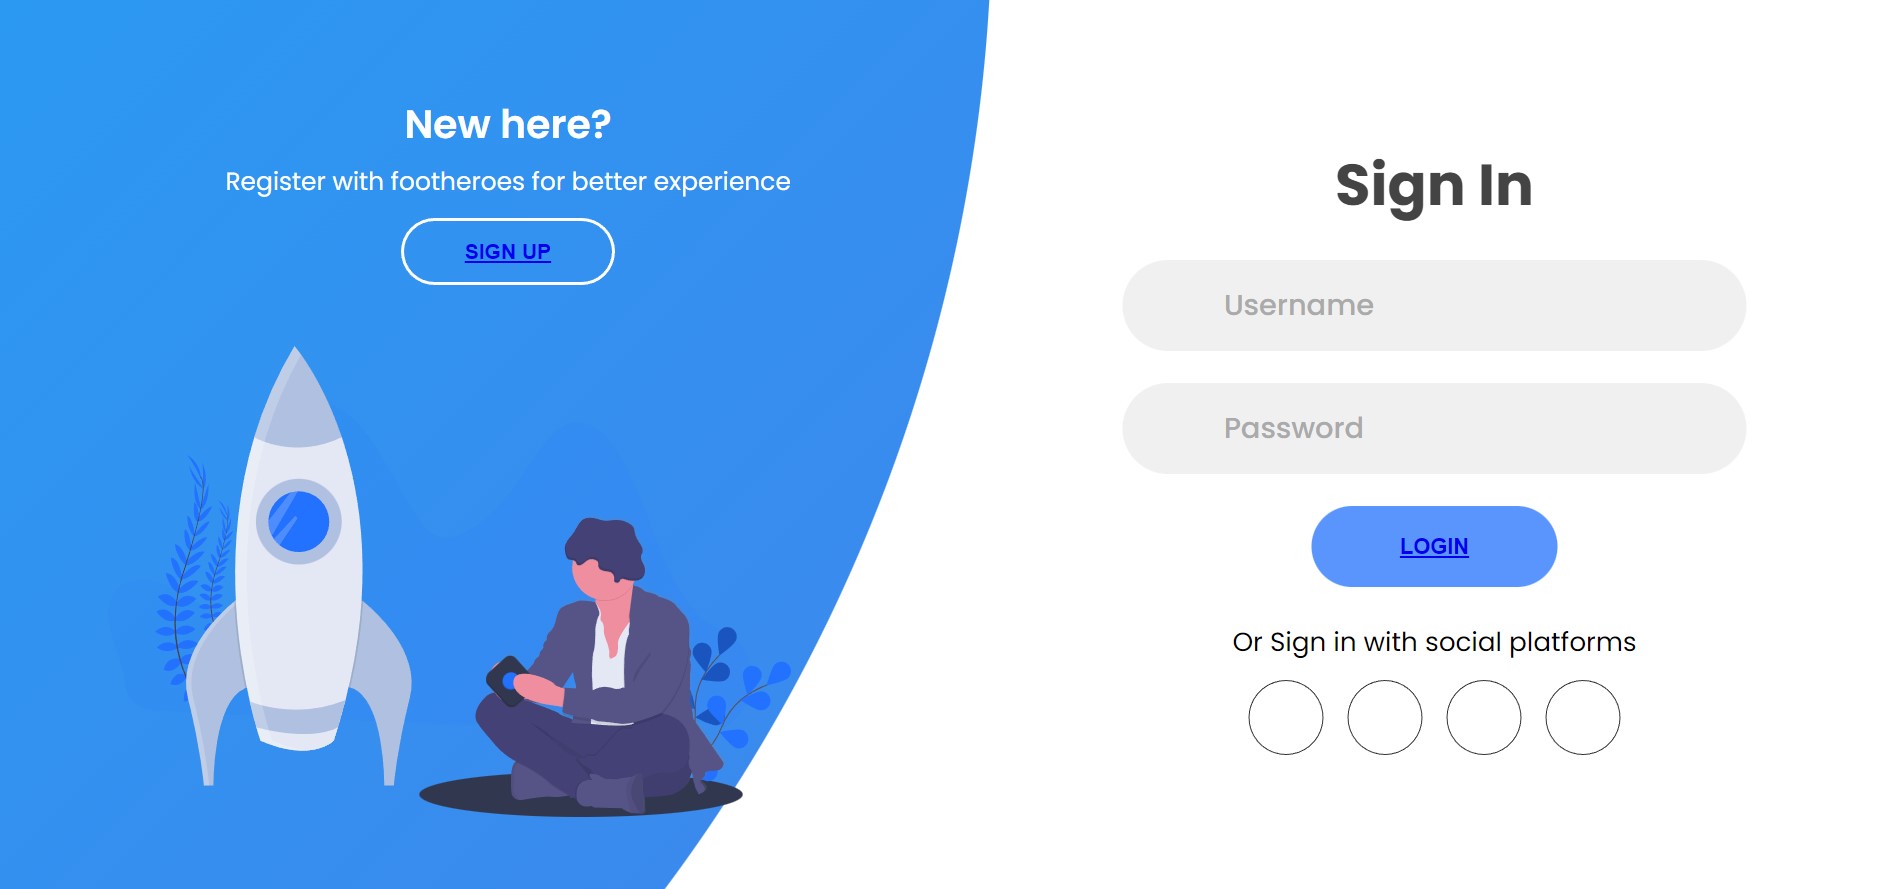 New here?
Register with footheroes for better experience
SIGN UP
Sign In
Username
Password
LOGIN
Or Sign in with social platforms